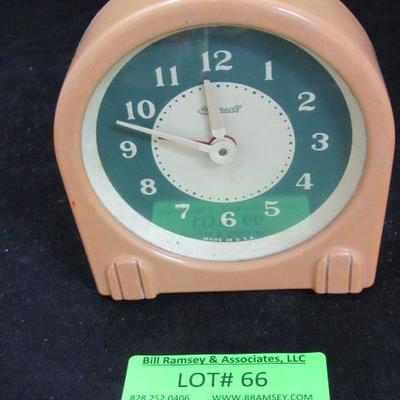 12
11 1
10 2
Ingersoll
9 3
8 4
7 6 5
MADE IN U.S.A.
Bill Ramsey & Associates, LLC
LOT# 66
828.252.0406 WWW.BRAMSEY.COM